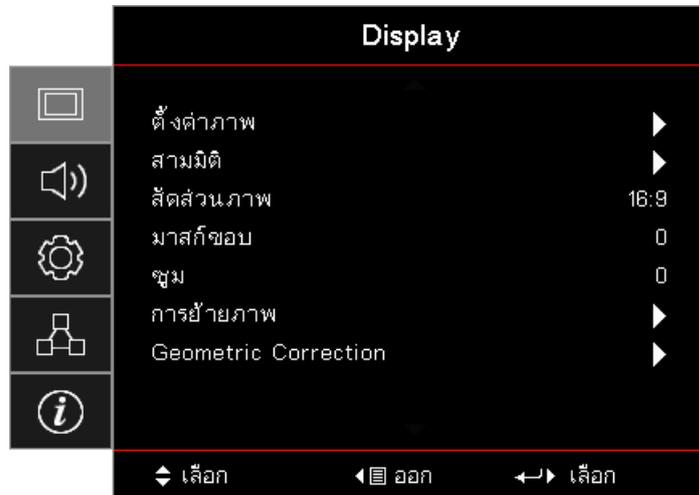 Display
ตั้งค่าภาพ
สามมิติ
สัดส่วนภาพ 16:9
มาสก์ขอบ 0
ซูม 0
การย้ายภาพ
Geometric Correction
เลือก ออก เลือก